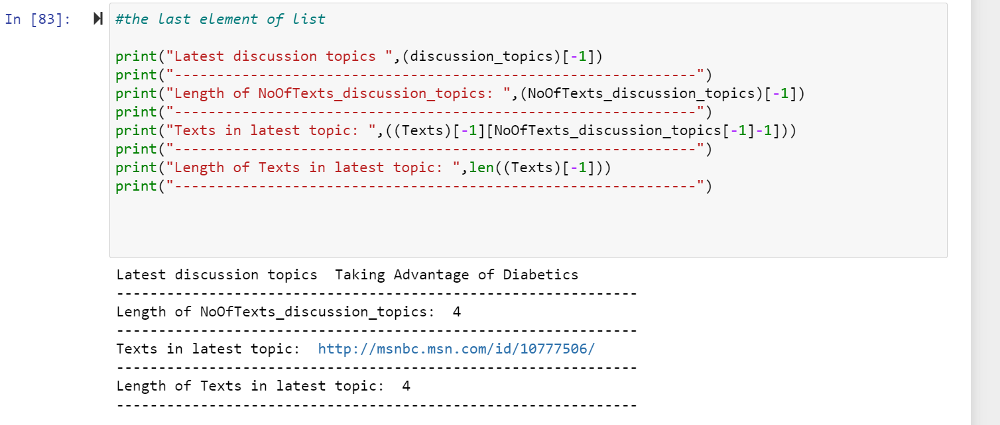 In [83]:
#the last element of list
print("Latest discussion topics ",(discussion_topics)[-1])
print("--------------------------------------------------------------")
print("Length of NoOfTexts_discussion_topics: ",(NoOfTexts_discussion_topics)[-1])
print("--------------------------------------------------------------")
print("Texts in latest topic: ",((Texts)[-1][NoOfTexts_discussion_topics[-1]-1]))
print("--------------------------------------------------------------")
print("Length of Texts in latest topic: ",len((Texts)[-1]))
print("--------------------------------------------------------------")
Latest discussion topics  Taking Advantage of Diabetics
--------------------------------------------------------------
Length of NoOfTexts_discussion_topics:  4
--------------------------------------------------------------
Texts in latest topic:  http://msnbc.msn.com/id/10777506/
--------------------------------------------------------------
Length of Texts in latest topic:  4
--------------------------------------------------------------